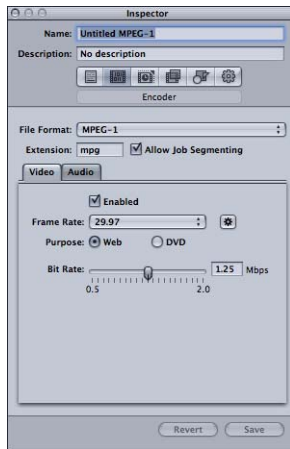 Inspector
Name: Untitled MPEG-1
Description: No description
Encoder
File Format: MPEG-1
Extension: mpg Allow Job Segmenting
Video Audio
Enabled
Frame Rate: 29.97
Purpose: Web DVD
Bit Rate: 1.25 Mbps
0.5 2.0
Revert Save